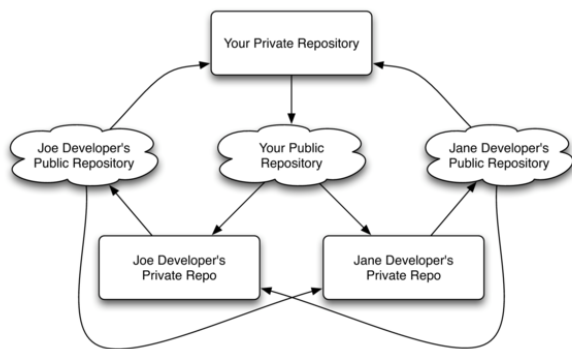 Your Private Repository
Joe Developer's
Public Repository
Your Public
Repository
Jane Developer's
Public Repository
Joe Developer's
Private Repo
Jane Developer's
Private Repo